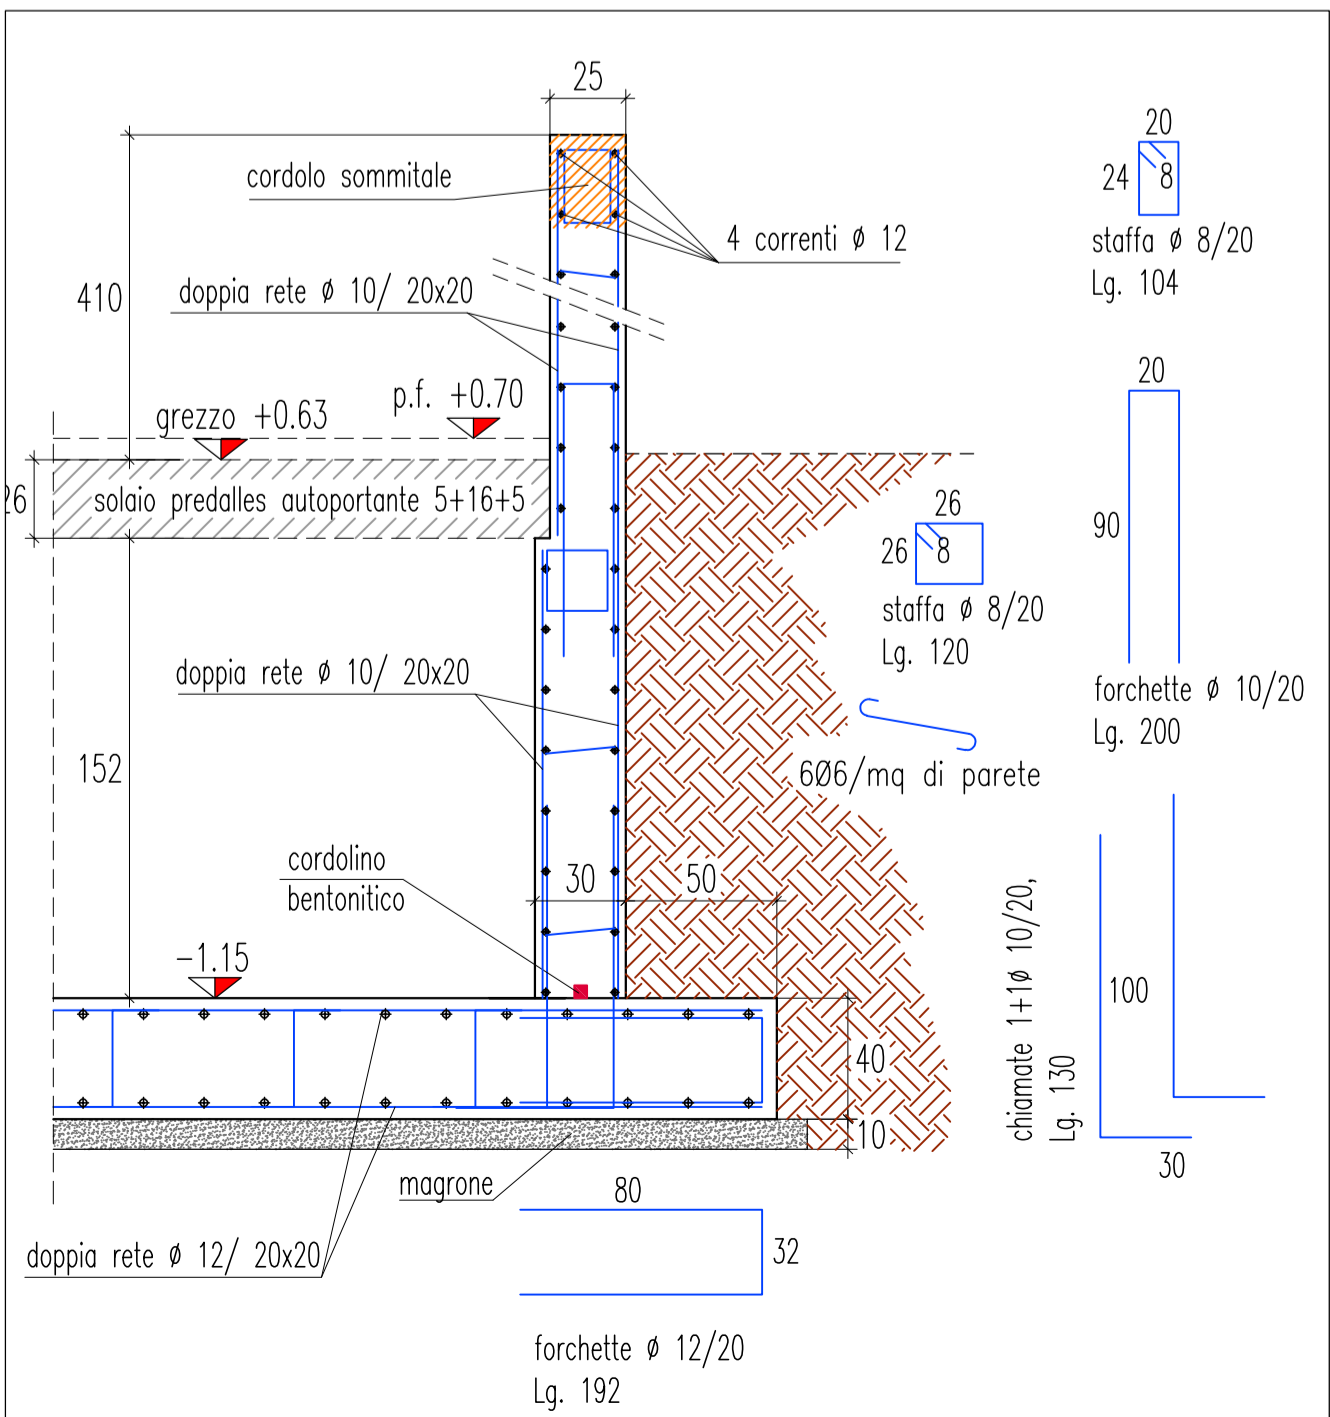 25
cordolo sommitale
4 correnti ø 12
410
doppia rete ø 10/ 20x20
p.f. +0.70
grezzo +0.63
26
solaio predalles autoportante 5+16+5
doppia rete ø 10/ 20x20
152
cordolino
bentonitico
30
50
-1.15
40
10
magrone
doppia rete ø 12/ 20x20
80
32
forchette ø 12/20
Lg. 192
20
24
8
staffa ø 8/20
Lg. 104
26
26
8
staffa ø 8/20
Lg. 120
6Ø6/mq di parete
20
90
forchette ø 10/20
Lg. 200
chiamate 1+1ø 10/20,
Lg. 130
100
30